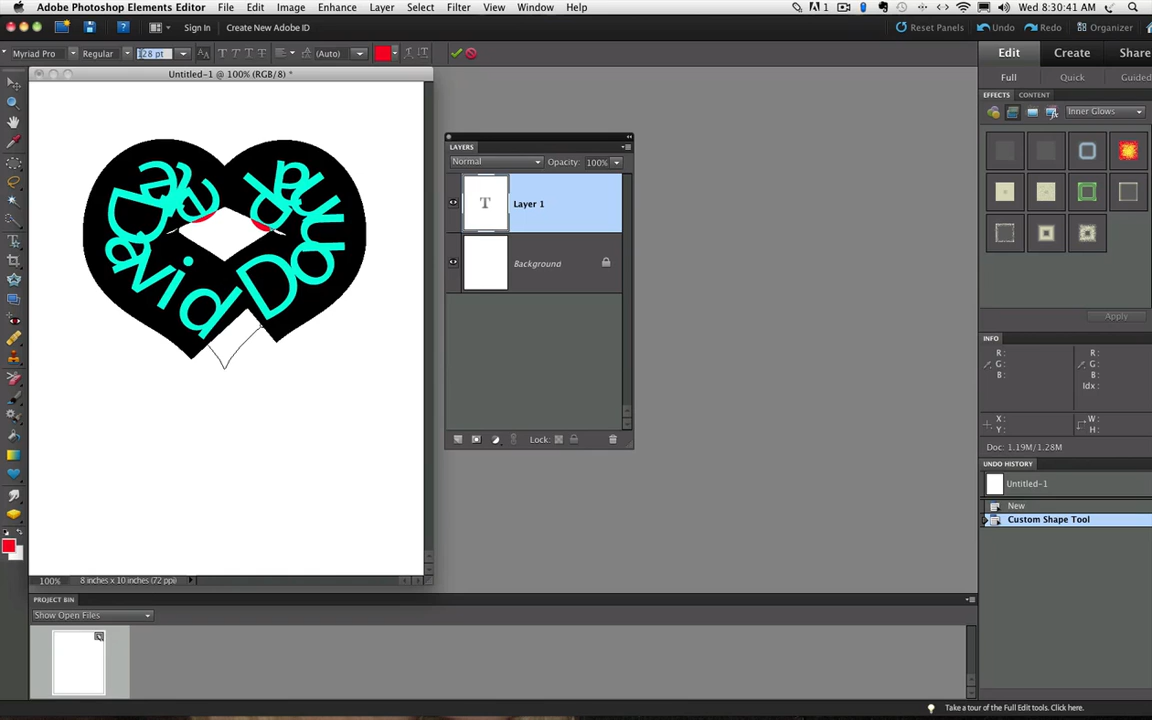 Adobe Photoshop Elements Editor File Edit Image Enhance Layer Select Filter View Window Help Wed 8:30:41 AM
Sign In Create New Adobe ID Reset Panels Undo Redo Organizer
Myriad Pro Regular 28 pt (Auto) Edit Create Share
Untitled-1 @ 100% (RGB/8) *
Full Quick Guided
EFFECTS CONTENT
Inner Glows
LAYERS
Normal Opacity: 100%
T Layer 1
Background
Lock:
David Doug
Apply
INFO
R: R:
G: G:
B: B:
Idx:
X: W:
Y: H:
Doc: 1.19M/1.28M
UNDO HISTORY
Untitled-1
New
Custom Shape Tool
100% 8 inches x 10 inches (72 ppi)
PROJECT BIN
Show Open Files
Take a tour of the Full Edit tools. Click here.